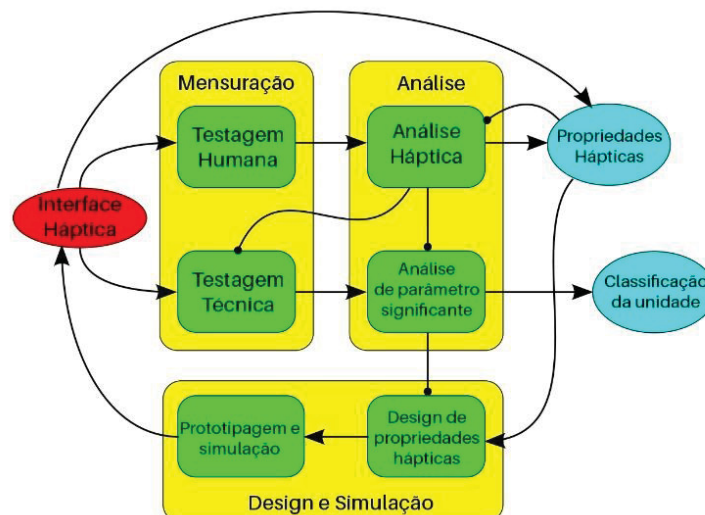 Mensuração
Análise
Testagem
Humana
Análise
Háptica
Propriedades
Hápticas
Interface
Háptica
Testagem
Técnica
Análise
de parâmetro
significante
Classificação
da unidade
Prototipagem e
simulação
Design de
propriedades
hápticas
Design e Simulação